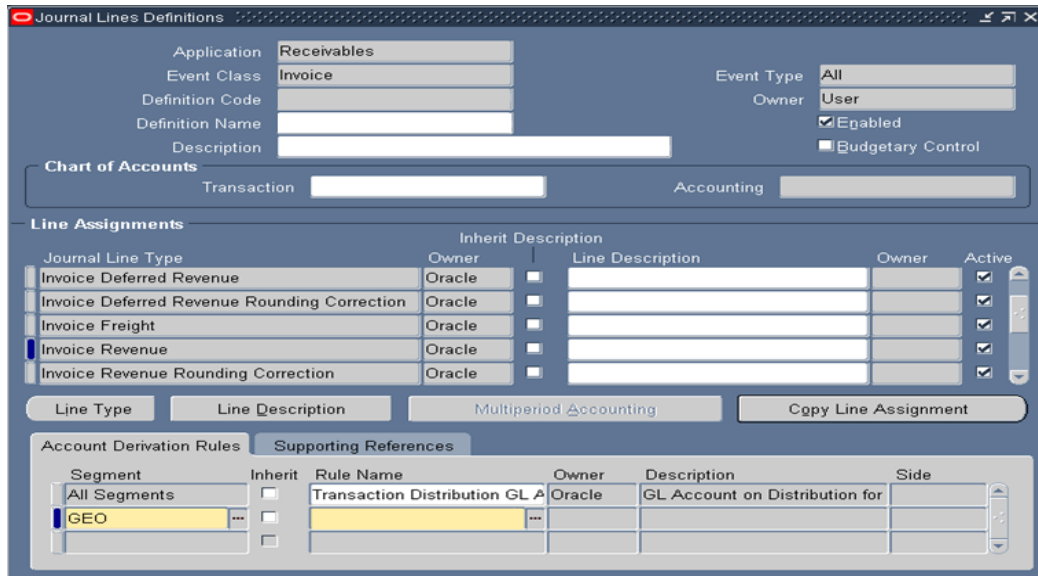 Journal Lines Definitions
Application Receivables
Event Class Invoice Event Type All
Definition Code Owner User
Definition Name Enabled
Description Budgetary Control
Chart of Accounts
Transaction Accounting
Line Assignments
Inherit Description
Journal Line Type Owner Line Description Owner Active
Invoice Deferred Revenue Oracle
Invoice Deferred Revenue Rounding Correction Oracle
Invoice Freight Oracle
Invoice Revenue Oracle
Invoice Revenue Rounding Correction Oracle
Line Type Line Description Multiperiod Accounting Copy Line Assignment
Account Derivation Rules Supporting References
Segment Inherit Rule Name Owner Description Side
All Segments Transaction Distribution GL A Oracle GL Account on Distribution for
GEO ... ...